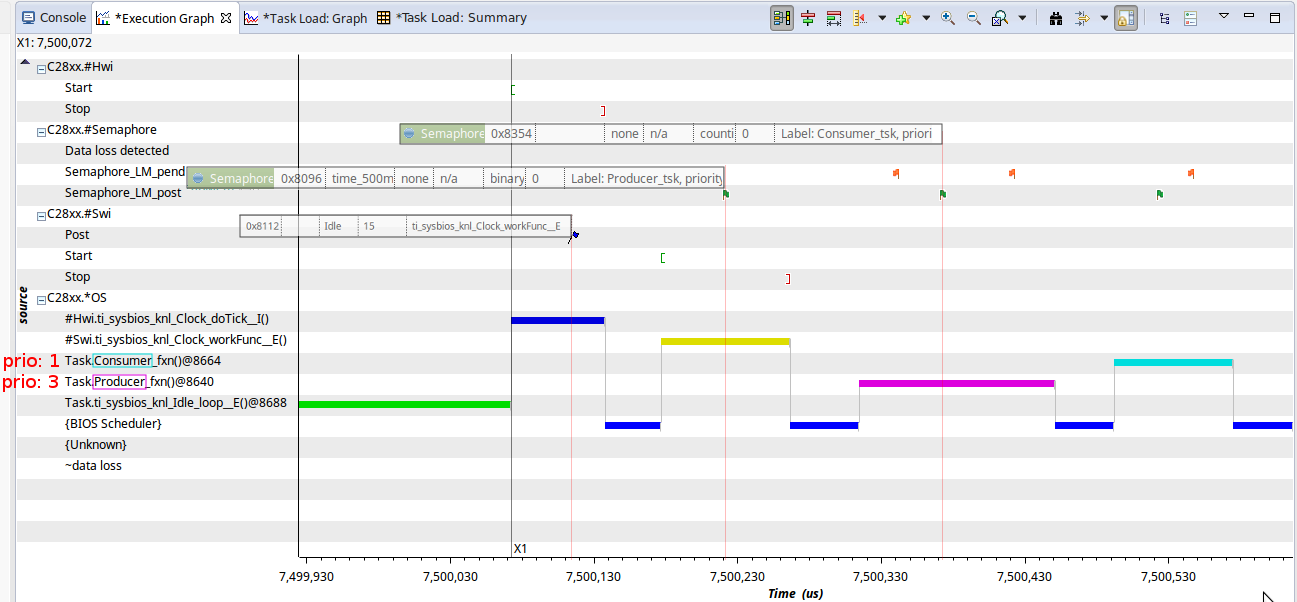 Console *Execution Graph *Task Load: Graph *Task Load: Summary
X1: 7,500,072
C28xx.#Hwi
Start
Stop
C28xx.#Semaphore
Semaphore 0x8354 none n/a counti 0 Label: Consumer_tsk, priori
Data loss detected
Semaphore_LM_pend
Semaphore 0x8096 time_500m none n/a binary 0 Label: Producer_tsk, priority
Semaphore_LM_post
C28xx.#Swi
0x8112 Idle 15 ti_sysbios_knl_Clock_workFunc__E
Post
Start
Stop
source
C28xx.*OS
#Hwi.ti_sysbios_knl_Clock_doTick__I()
#Swi.ti_sysbios_knl_Clock_workFunc__E()
prio: 1 Task.Consumer_fxn()@8664
prio: 3 Task.Producer_fxn()@8640
Task.ti_sysbios_knl_Idle_loop__E()@8688
{BIOS Scheduler}
{Unknown}
~data loss
X1
7,499,930 7,500,030 7,500,130 7,500,230 7,500,330 7,500,430 7,500,530
Time (us)